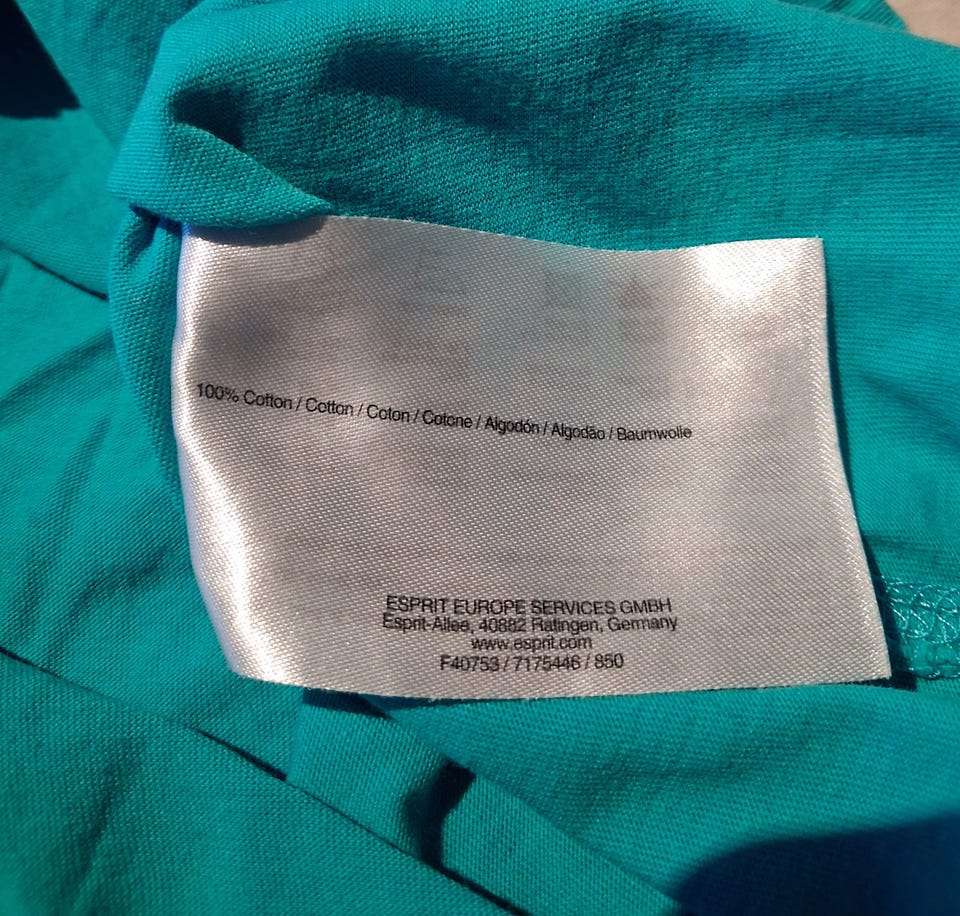 100% Cotton / Cotton / Coton / Cotone / Algodón / Algodão / Baumwolle
ESPRIT EUROPE SERVICES GMBH
Esprit-Allee, 40882 Ratingen, Germany
www.esprit.com
F40753 / 7175446 / 850